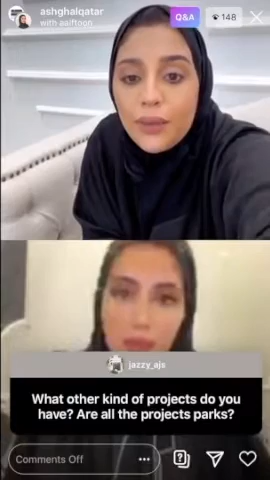 ashghalqatar
with aaiftoon
Q&A
148
jazzy_ajs
What other kind of projects do you
have? Are all the projects parks?
Comments Off